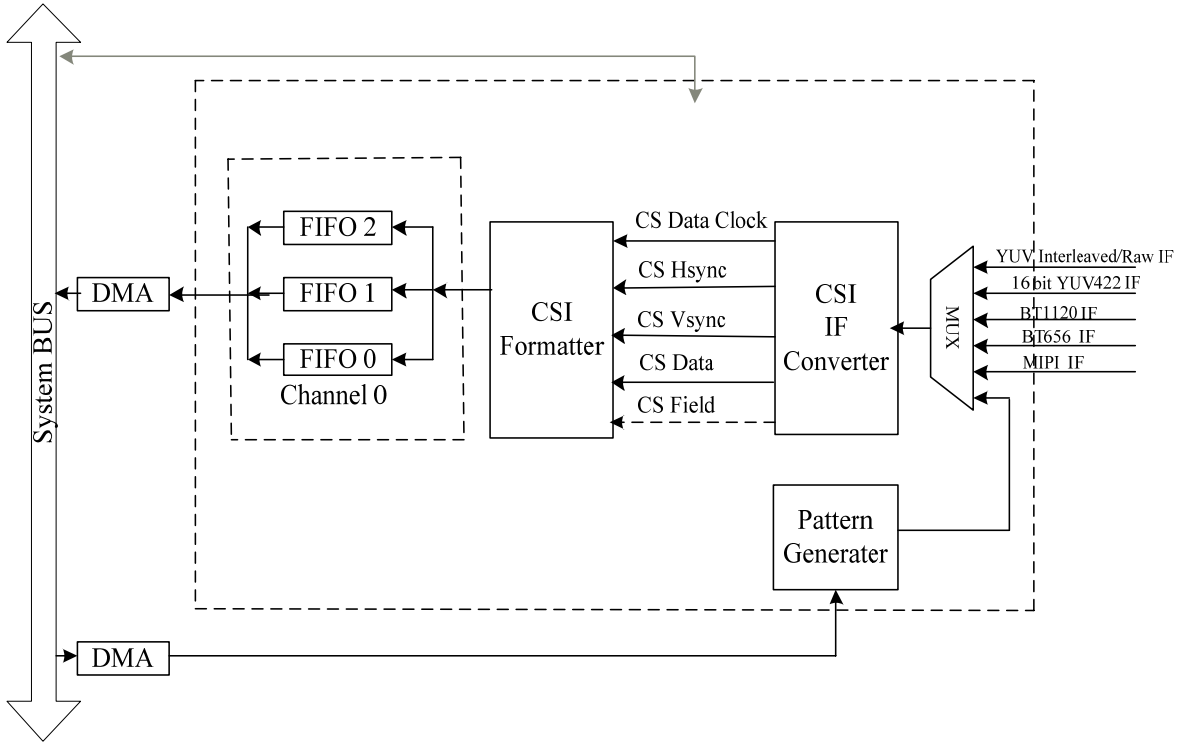 System BUS
DMA
FIFO 2
FIFO 1
FIFO 0
Channel 0
CSI
Formatter
CS Data Clock
CS Hsync
CS Vsync
CS Data
CS Field
CSI
IF
Converter
MUX
YUV Interleaved/Raw IF
16bit YUV422 IF
BT1120 IF
BT656 IF
MIPI IF
Pattern
Generater
DMA